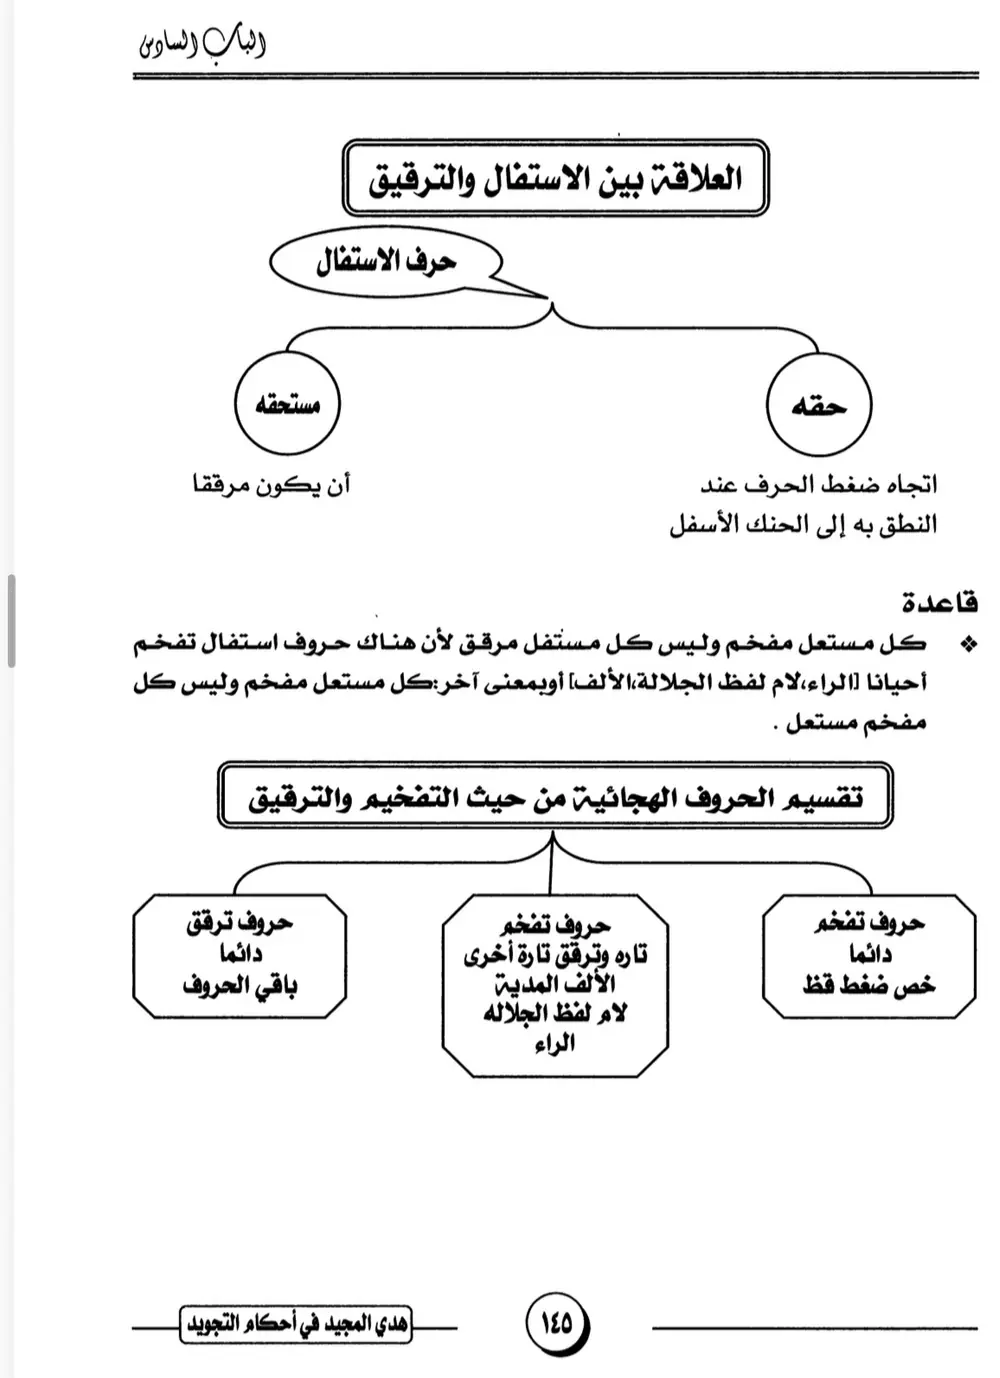 الباب السادس
العلاقة بين الاستفال والترقيق
حرف الاستفال
حقه
مستحقه
اتجاه ضغط الحرف عند
النطق به إلى الحنك الأسفل
أن يكون مرققا
قاعدة
❖ كل مستعل مفخم وليس كل مستفل مرقق لأن هناك حروف استفال تفخم
أحيانا [الراء،لام لفظ الجلالة،الألف] أوبمعنى آخر:كل مستعل مفخم وليس كل
مفخم مستعل .
تقسيم الحروف الهجائية من حيث التفخيم والترقيق
حروف تفخم
دائما
خص ضغط قظ
حروف تفخم
تاره وترقق تارة أخرى
الألف المدية
لام لفظ الجلاله
الراء
حروف ترقق
دائما
باقي الحروف
١٤٥
هدي المجيد في أحكام التجويد